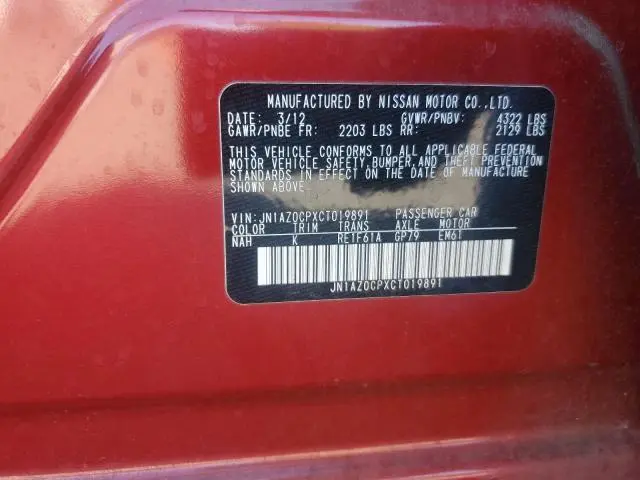 MANUFACTURED BY NISSAN MOTOR CO.,LTD.
DATE: 3/12 GVWR/PNBV: 4322 LBS
GAWR/PNBE FR: 2203 LBS RR: 2129 LBS
THIS VEHICLE CONFORMS TO ALL APPLICABLE FEDERAL
MOTOR VEHICLE SAFETY, BUMPER, AND THEFT PREVENTION
STANDARDS IN EFFECT ON THE DATE OF MANUFACTURE
SHOWN ABOVE.
VIN: JN1AZ0CPXCT019891 PASSENGER CAR
COLOR TRIM TRANS AXLE MOTOR
NAH K RE1F61A GP79 EM61
JN1AZ0CPXCT019891